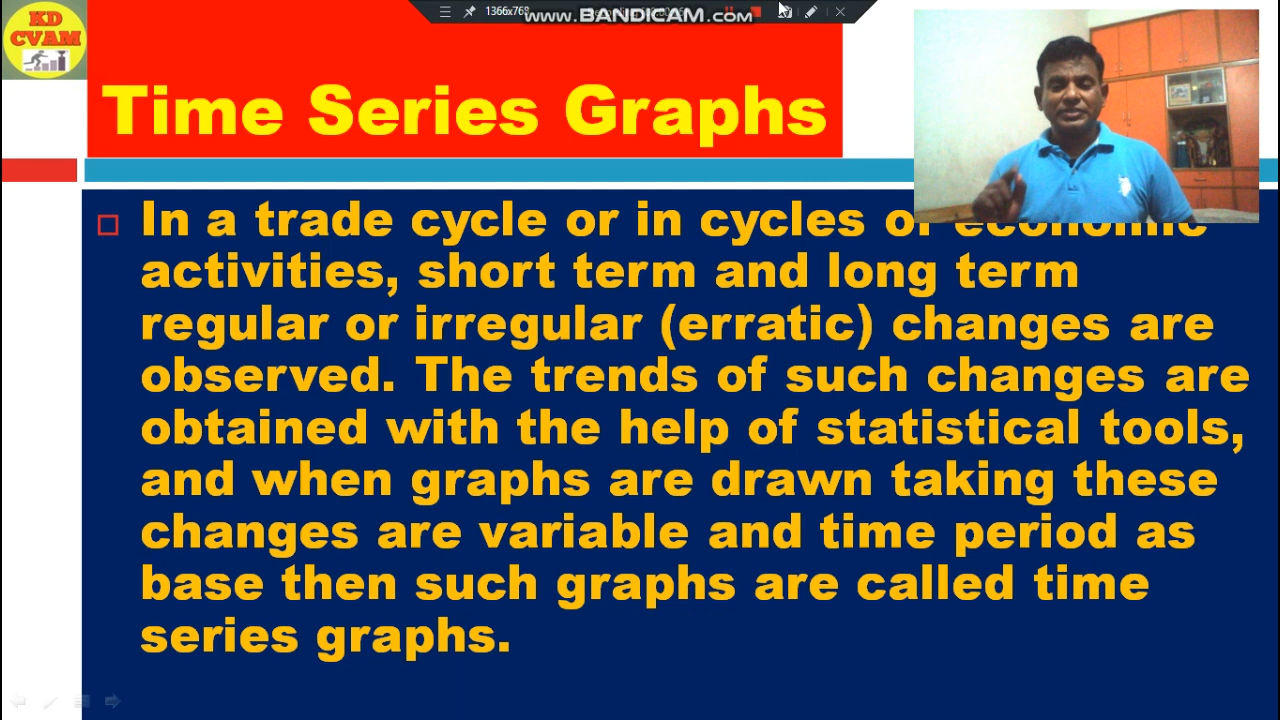 KD
CVAM
1366x768
www.BANDICAM.com
Time Series Graphs
In a trade cycle or in cycles of economic
activities, short term and long term
regular or irregular (erratic) changes are
observed. The trends of such changes are
obtained with the help of statistical tools,
and when graphs are drawn taking these
changes are variable and time period as
base then such graphs are called time
series graphs.